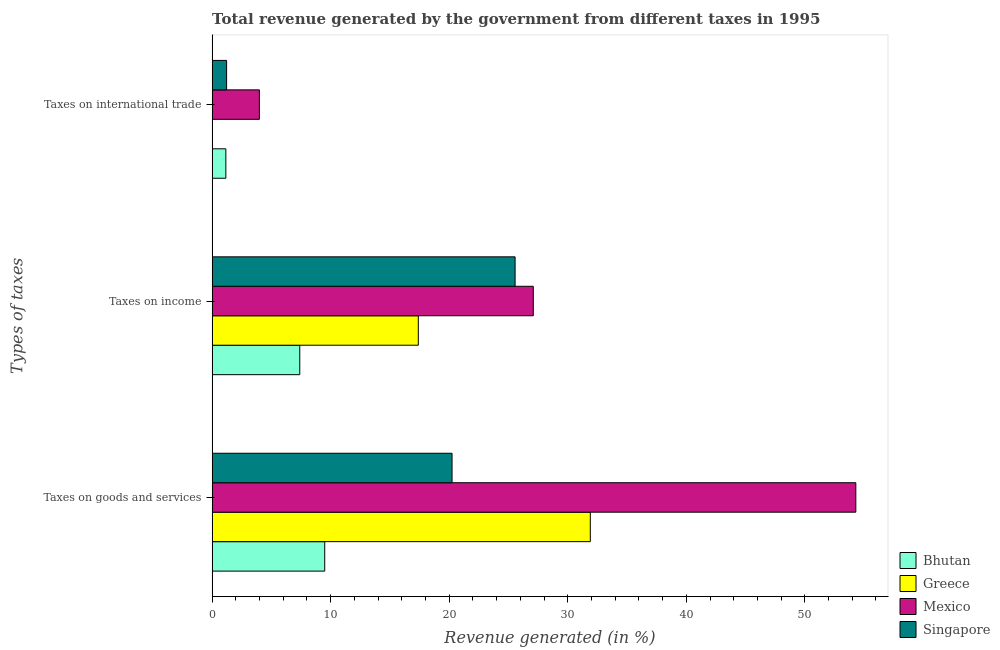 Total revenue generated by the government from different taxes in 1995
Types of taxes
Taxes on international trade
Taxes on income
Taxes on goods and services
0
10
20
30
40
50
Revenue generated (in %)
Bhutan
Greece
Mexico
Singapore